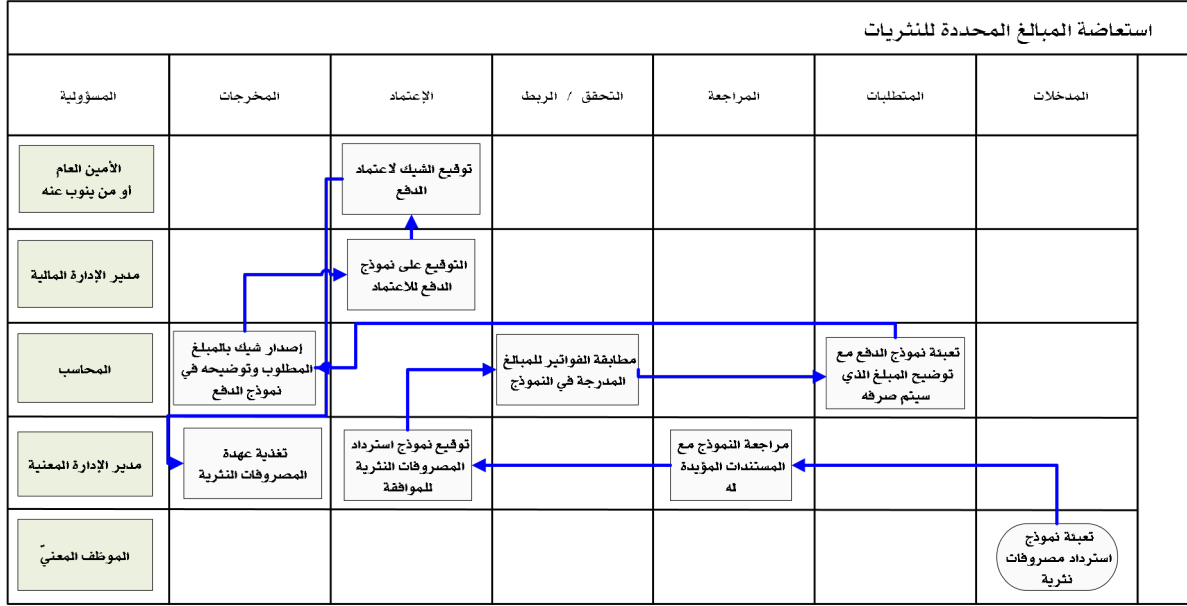 استعاضة المبالغ المحددة للنثريات
المدخلات
المتطلبات
المراجعة
التحقق / الربط
الإعتماد
المخرجات
المسؤولية
توقيع الشيك لاعتماد
الدفع
الأمين العام
أو من ينوب عنه
التوقيع على نموذج
الدفع للاعتماد
مدير الإدارة المالية
تعبئة نموذج الدفع مع
توضيح المبلغ الذي
سيتم صرفه
مطابقة الفواتير للمبالغ
المدرجة في النموذج
إصدار شيك بالمبلغ
المطلوب وتوضيحه في
نموذج الدفع
المحاسب
مراجعة النموذج مع
المستندات المؤيدة
له
توقيع نموذج استرداد
المصروفات النثرية
للموافقة
تغذية عهدة
المصروفات النثرية
مدير الإدارة المعنية
تعبئة نموذج
استرداد مصروفات
نثرية
الموظف المعنيّ